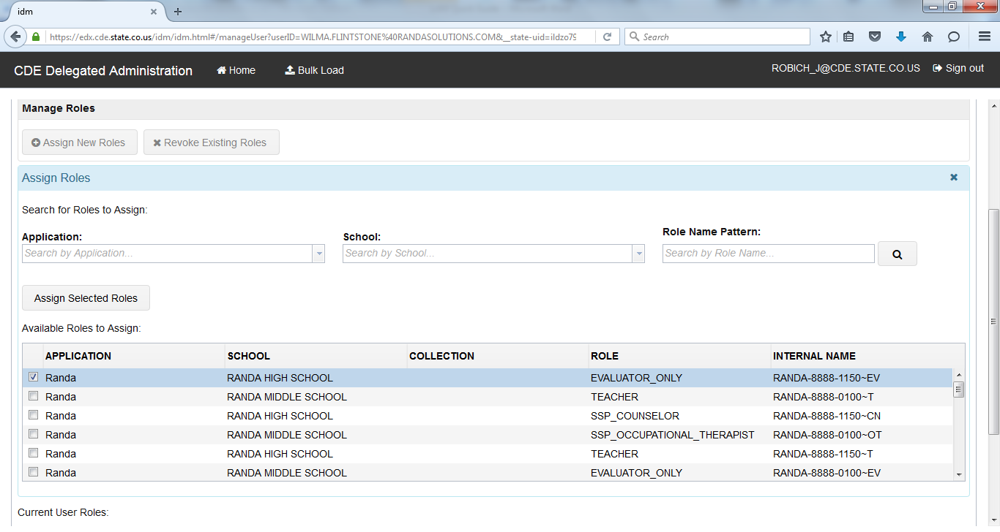 idm
https://edx.cde.state.co.us/idm/idm.html#/manageUser?userID=WILMA.FLINTSTONE%40RANDASOLUTIONS.COM&__state-uid=ildzo79
Search
CDE Delegated Administration Home Bulk Load ROBICH_J@CDE.STATE.CO.US Sign out
Manage Roles
Assign New Roles Revoke Existing Roles
Assign Roles
Search for Roles to Assign:
Application: School: Role Name Pattern:
Search by Application... Search by School... Search by Role Name...
Assign Selected Roles
Available Roles to Assign:
APPLICATION SCHOOL COLLECTION ROLE INTERNAL NAME
Randa RANDA HIGH SCHOOL EVALUATOR_ONLY RANDA-8888-1150~EV
Randa RANDA MIDDLE SCHOOL TEACHER RANDA-8888-0100~T
Randa RANDA HIGH SCHOOL SSP_COUNSELOR RANDA-8888-1150~CN
Randa RANDA MIDDLE SCHOOL SSP_OCCUPATIONAL_THERAPIST RANDA-8888-0100~OT
Randa RANDA HIGH SCHOOL TEACHER RANDA-8888-1150~T
Randa RANDA MIDDLE SCHOOL EVALUATOR_ONLY RANDA-8888-0100~EV
Current User Roles: